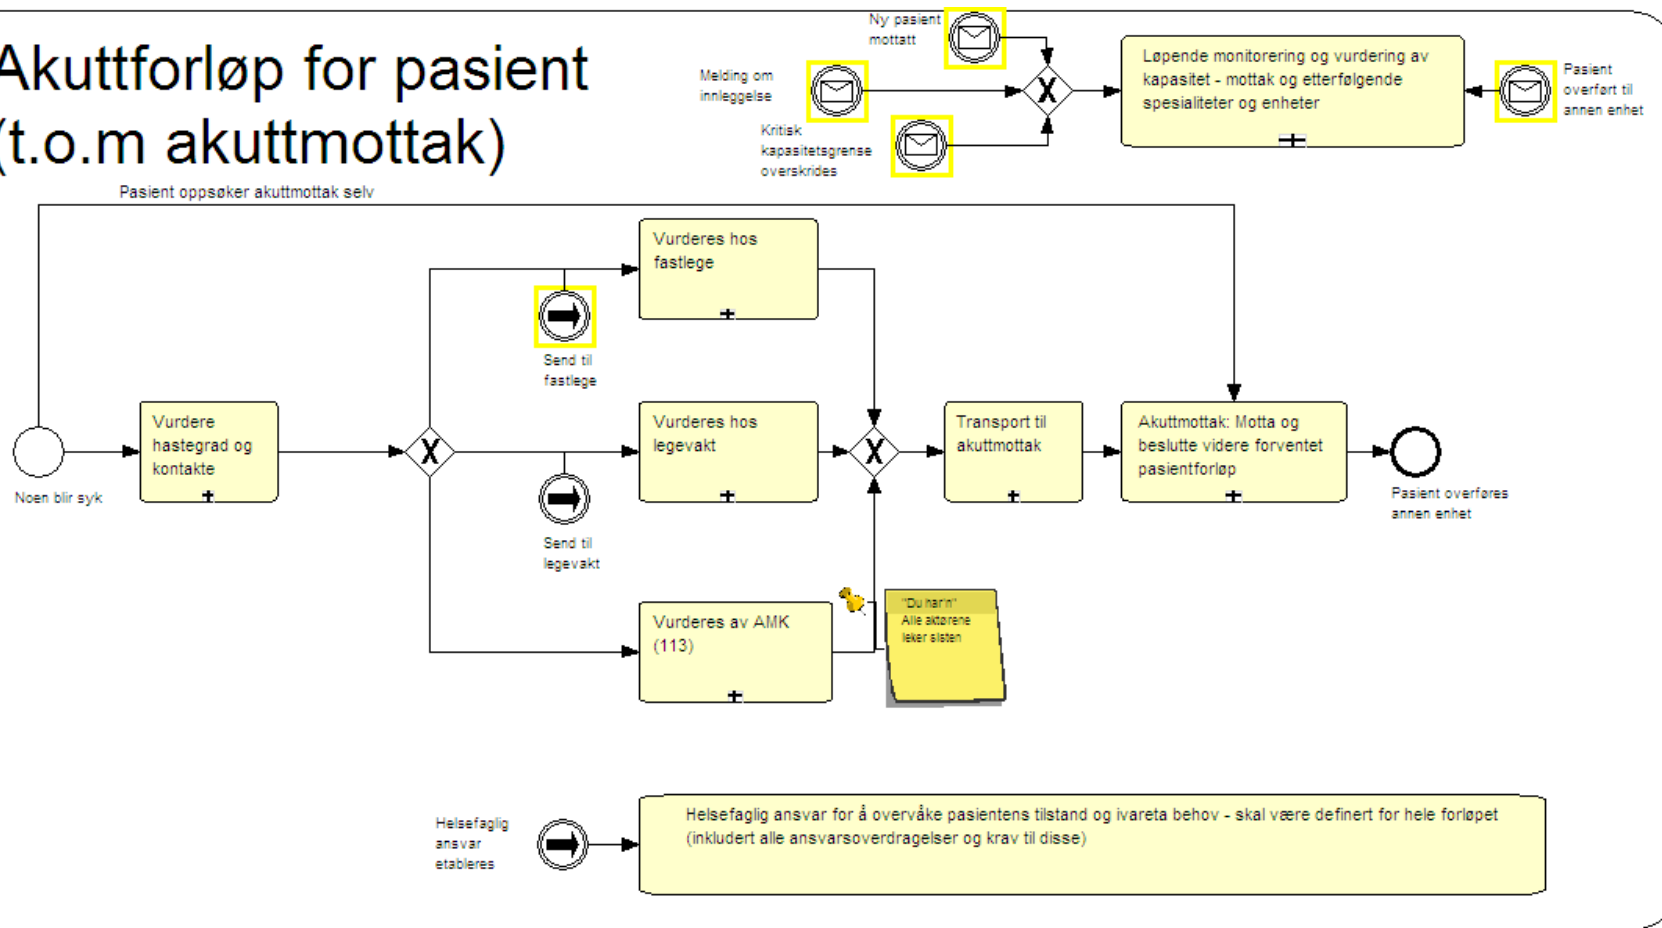 Akuttforløp for pasient
(t.o.m akuttmottak)
Ny pasient
mottatt
Melding om
innleggelse
Kritisk
kapasitetsgrense
overskrides
X
Løpende monitorering og vurdering av
kapasitet - mottak og etterfølgende
spesialiteter og enheter
Pasient
overført til
annen enhet
Pasient oppsøker akuttmottak selv
Vurderes hos
fastlege
Send til
fastlege
Noen blir syk
Vurdere
hastegrad og
kontakte
X
Vurderes hos
legevakt
Send til
legevakt
X
Transport til
akuttmottak
Akuttmottak: Motta og
beslutte videre forventet
pasientforløp
Pasient overføres
annen enhet
Vurderes av AMK
(113)
"Du har'n"
Alle aktørene
leker sisten
Helsefaglig
ansvar
etableres
Helsefaglig ansvar for å overvåke pasientens tilstand og ivareta behov - skal være definert for hele forløpet
(inkludert alle ansvarsoverdragelser og krav til disse)